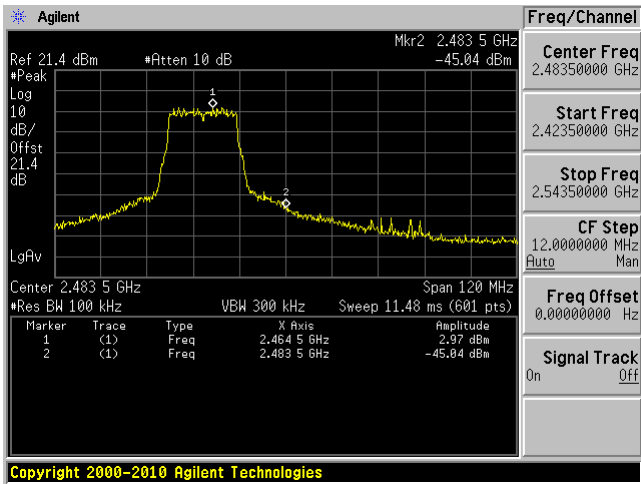 Agilent
Freq/Channel
Mkr2 2.483 5 GHz
Ref 21.4 dBm #Atten 10 dB -45.04 dBm
#Peak
Log
10
dB/
Offst
21.4
dB
LgAv
1
2
Center 2.483 5 GHz Span 120 MHz
#Res BW 100 kHz VBW 300 kHz Sweep 11.48 ms (601 pts)
Marker Trace Type X Axis Amplitude
1 (1) Freq 2.464 5 GHz 2.97 dBm
2 (1) Freq 2.483 5 GHz -45.04 dBm
Center Freq
2.48350000 GHz
Start Freq
2.42350000 GHz
Stop Freq
2.54350000 GHz
CF Step
12.0000000 MHz
Auto Man
Freq Offset
0.00000000 Hz
Signal Track
On Off
Copyright 2000-2010 Agilent Technologies